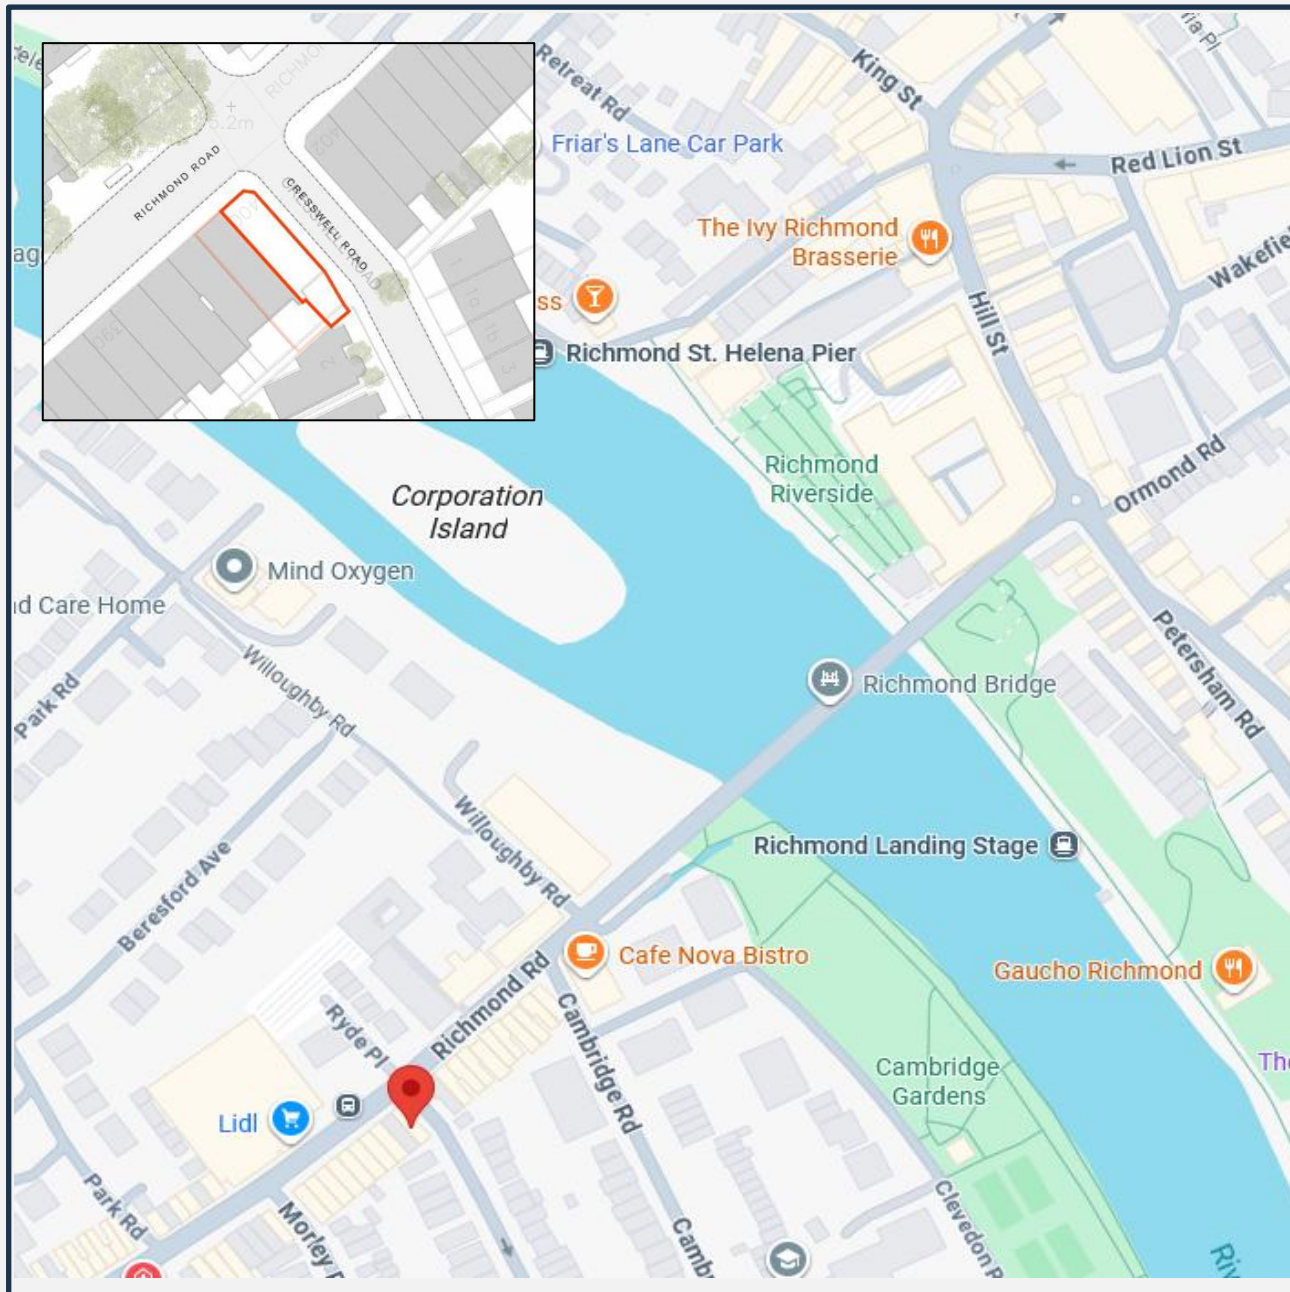 King St
Retreat Rd
Friar's Lane Car Park
Red Lion St
The Ivy Richmond
Brasserie
Hill St
Richmond St. Helena Pier
ss
RICHMOND ROAD
CRESSWELL ROAD
Richmond
Riverside
Ormond Rd
Corporation
Island
Mind Oxygen
Care Home
Willoughby Rd
Park Rd
Richmond Bridge
Petersham Rd
Willoughby Rd
Beresford Ave
Richmond Landing Stage
Cafe Nova Bistro
Richmond Rd
Gaucho Richmond
Ryde Pl
Cambridge Rd
Cambridge
Gardens
The
Lidl
Park Rd
Morley
Clevedon